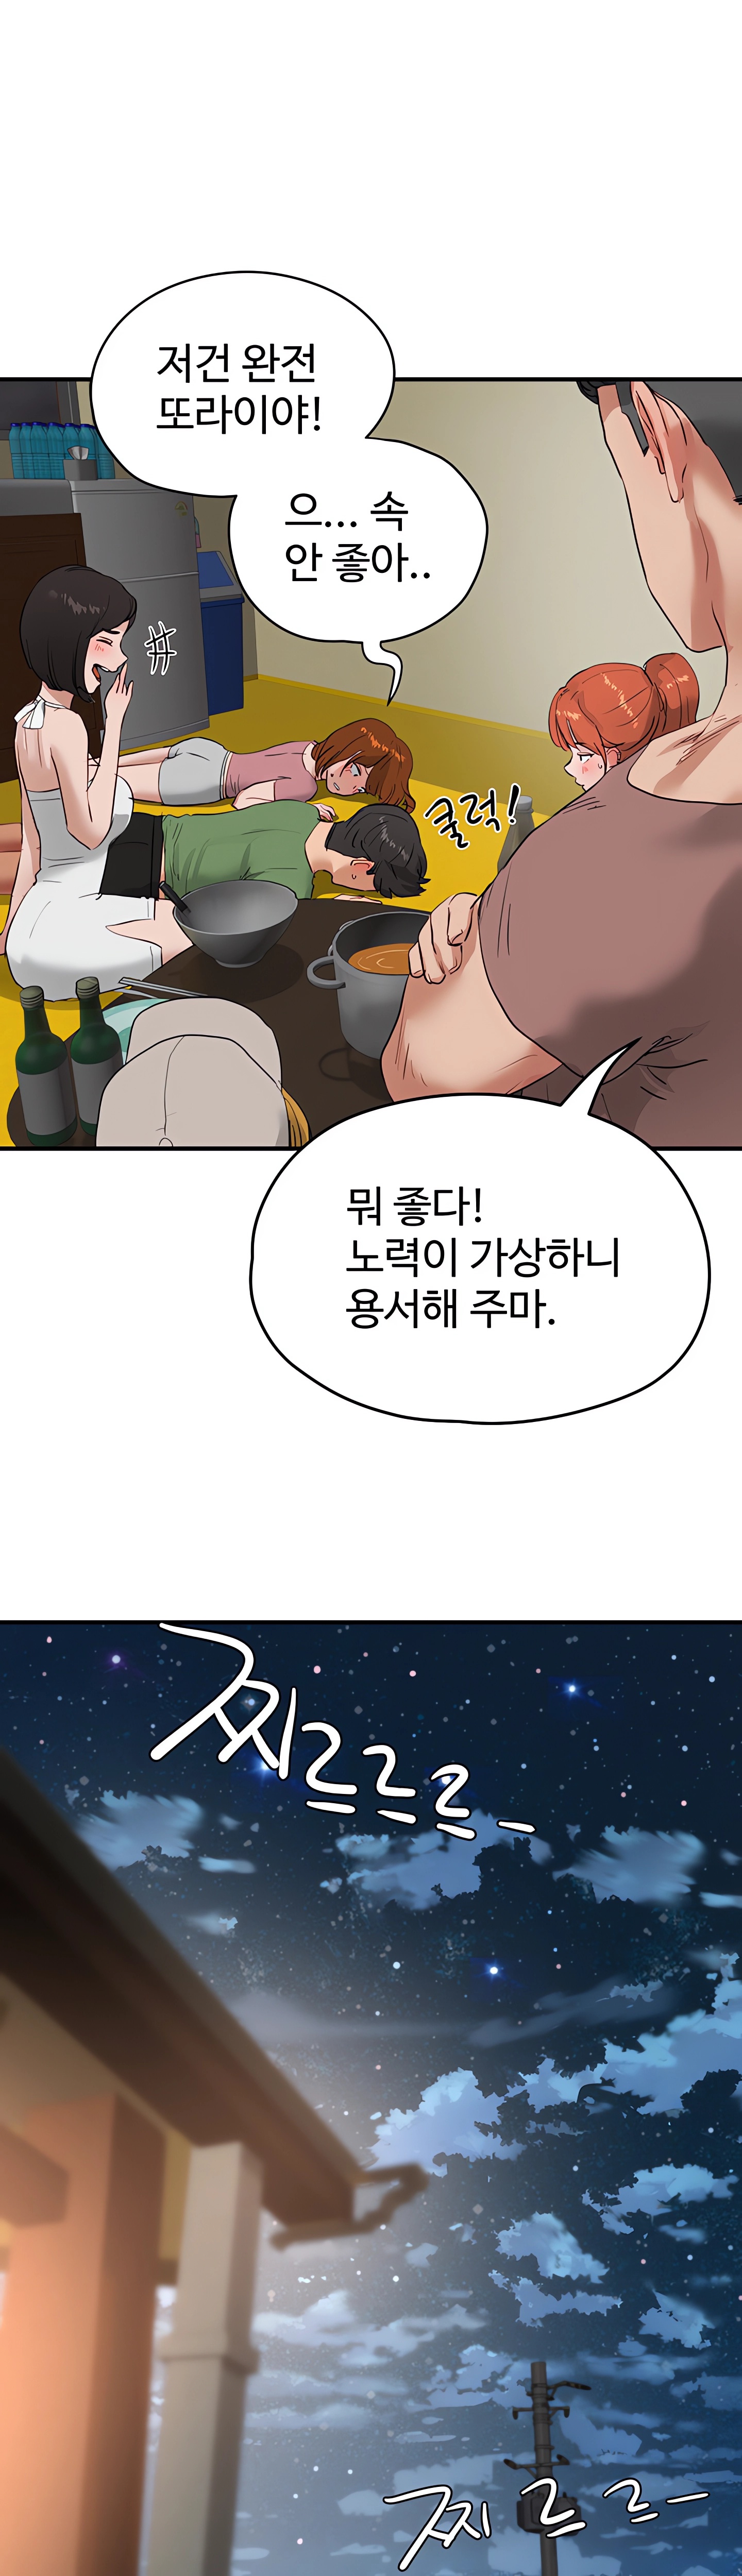 저건 완전
또라이야!
으... 속
안 좋아..
쿨럭!
뭐 좋다!
노력이 가상하니
용서해 주마.
찌르르르-
찌르르-